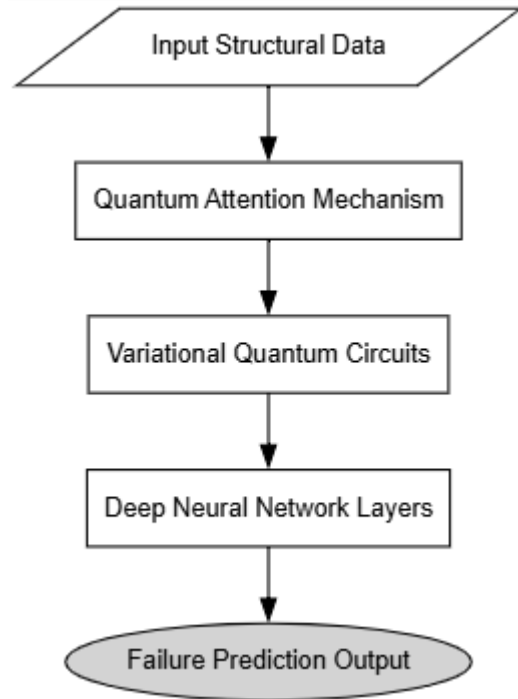 Input Structural Data
Quantum Attention Mechanism
Variational Quantum Circuits
Deep Neural Network Layers
Failure Prediction Output